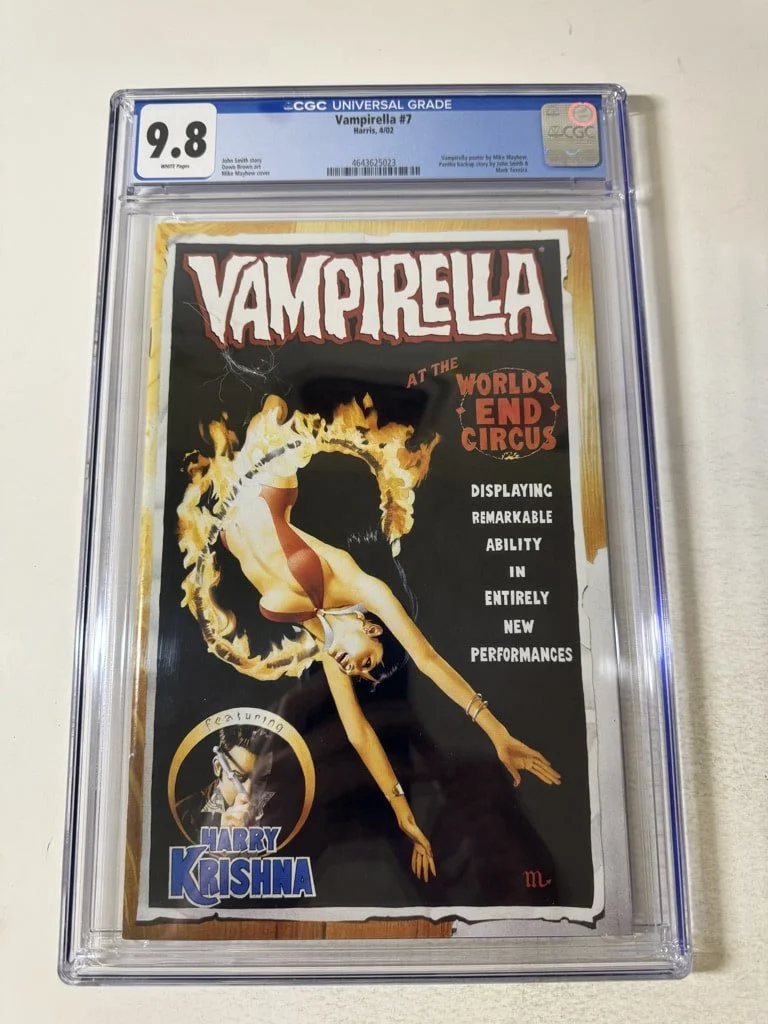 CGC UNIVERSAL GRADE
9.8
WHITE Pages
Vampirella #7
Harris, 4/02
John Smith story
Dawn Brown art
Mike Mayhew cover
4643625023
Vampirella poster by Mike Mayhew.
Pantha backup story by John Smith &
Mark Texeira
CGC
VAMPIRELLA
AT THE
WORLDS
END
CIRCUS
DISPLAYING
REMARKABLE
ABILITY
IN
ENTIRELY
NEW
PERFORMANCES
Featuring
HARRY
KRISHNA
m